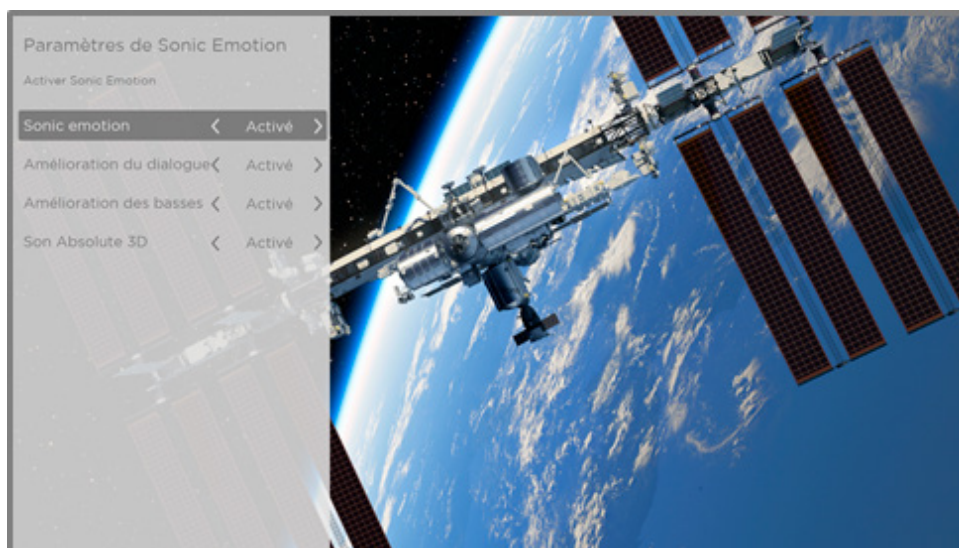 Paramètres de Sonic Emotion
Activer Sonic Emotion
Sonic emotion < Activé >
Amélioration du dialogue < Activé >
Amélioration des basses < Activé >
Son Absolute 3D < Activé >